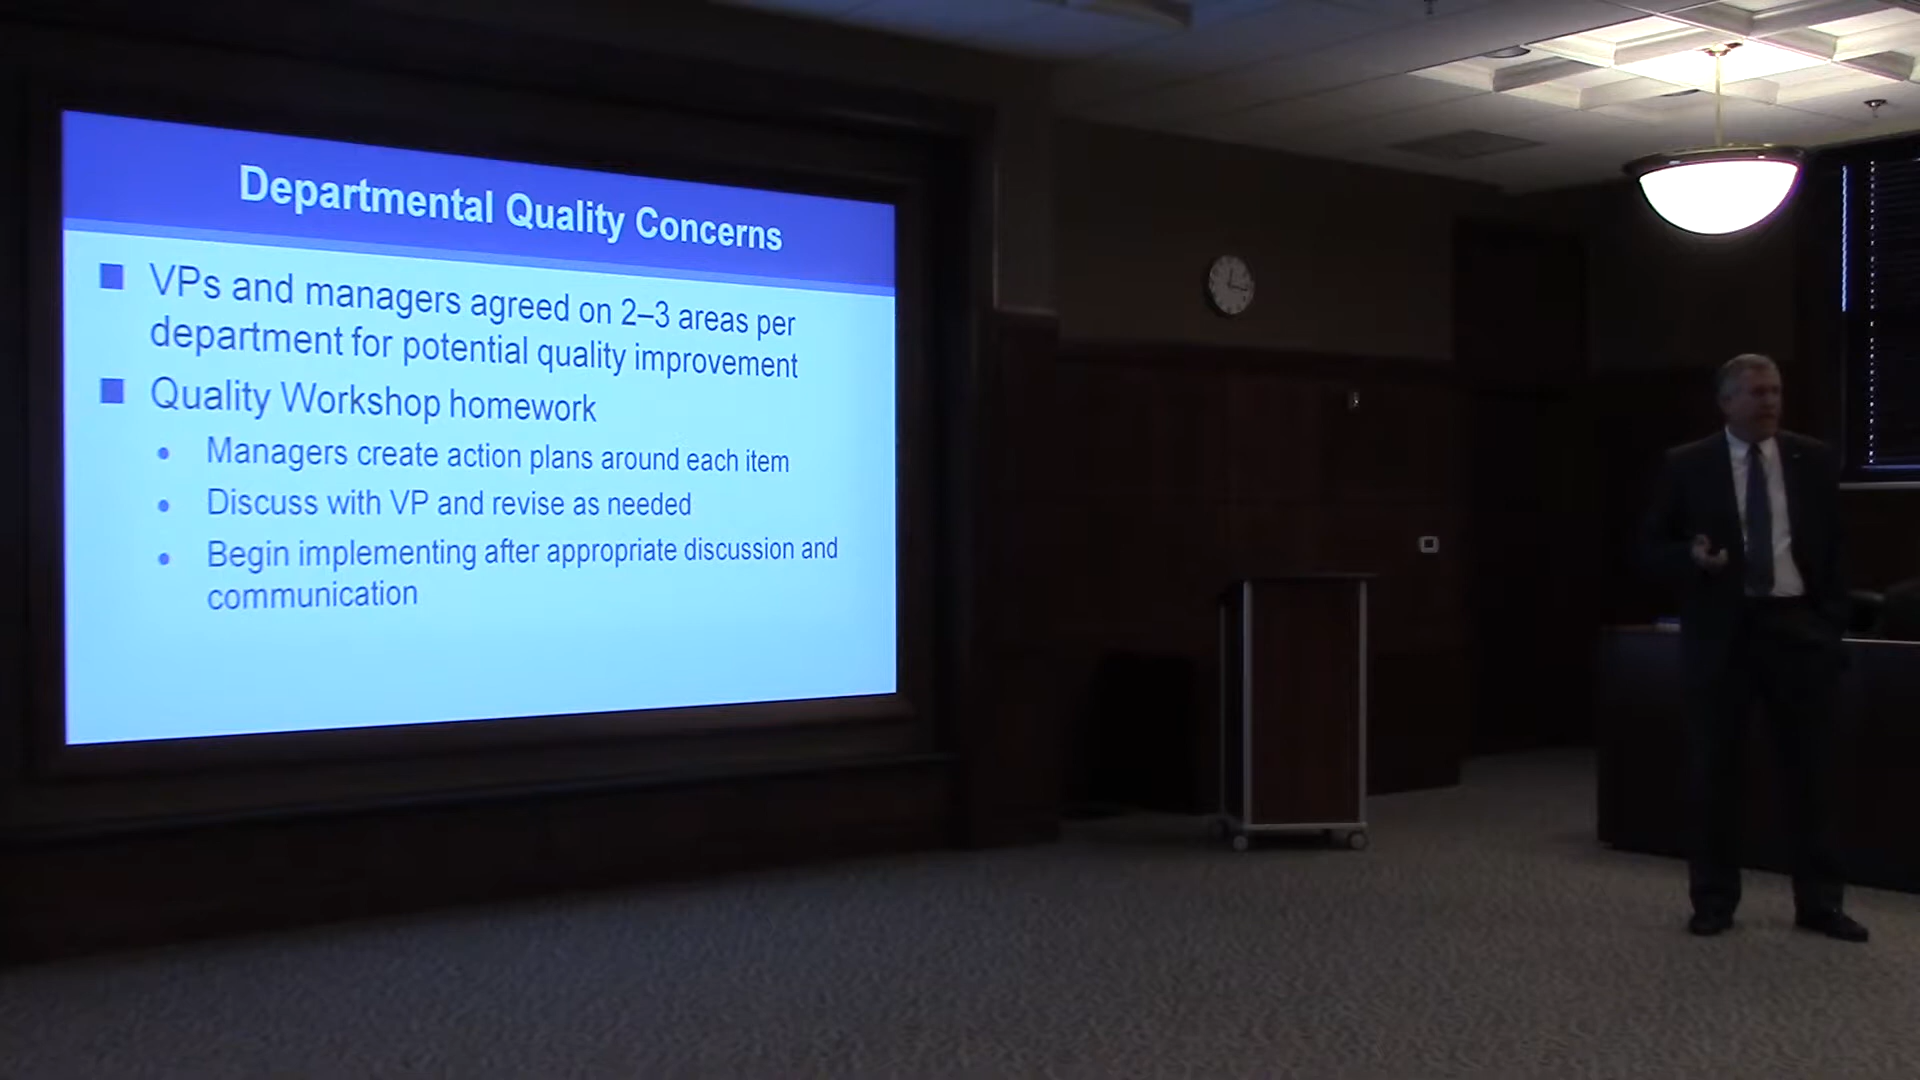 Departmental Quality Concerns
VPs and managers agreed on 2–3 areas per
department for potential quality improvement
Quality Workshop homework
Managers create action plans around each item
Discuss with VP and revise as needed
Begin implementing after appropriate discussion and
communication